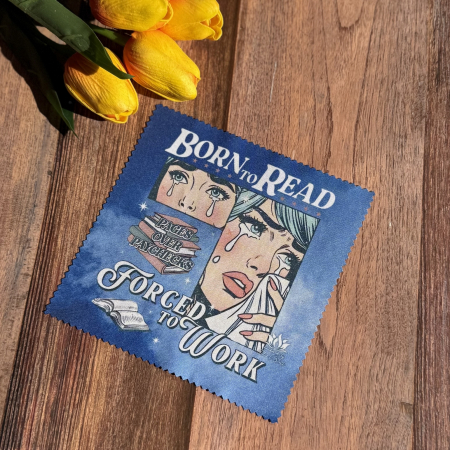 BORN TO READ
PAGES
OVER
PAYCHECKS
FORCED
TO WORK